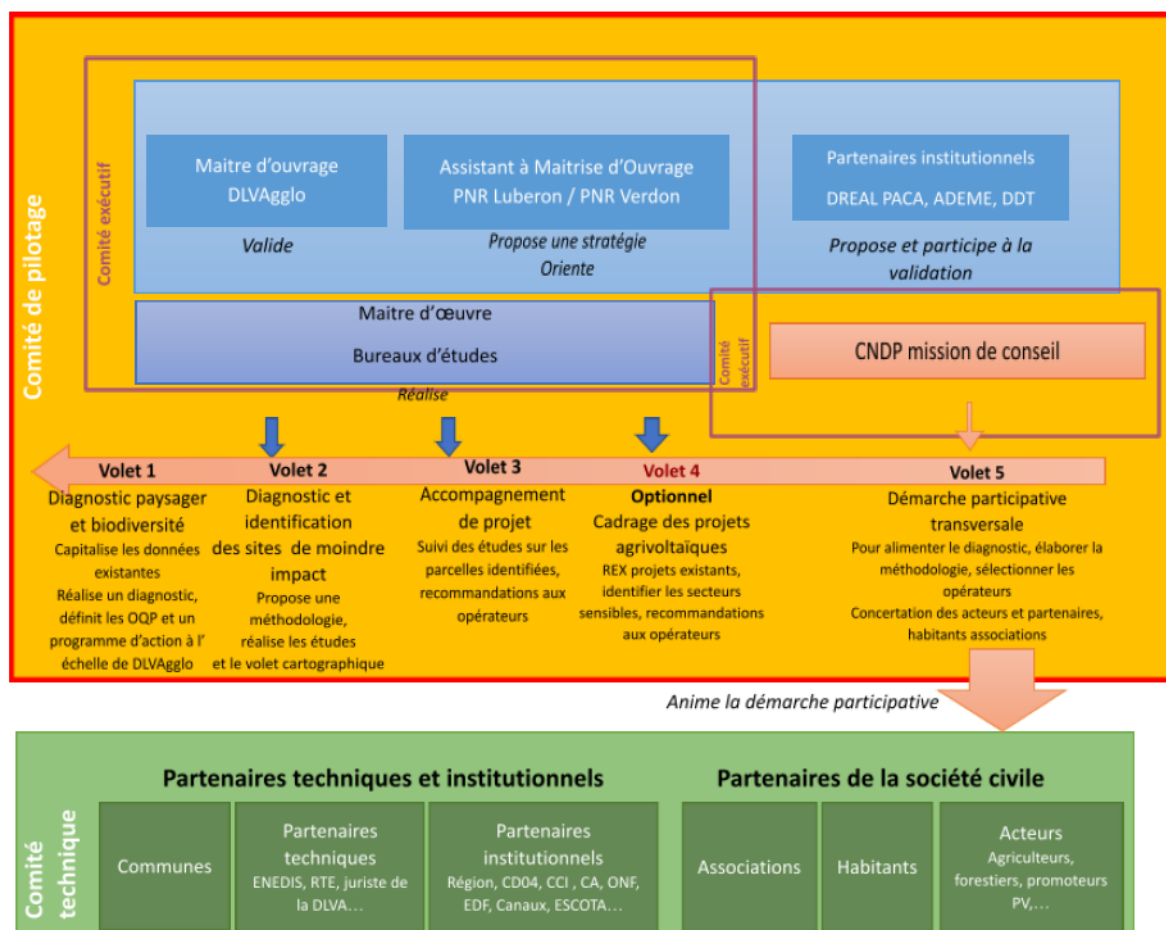 Comité de pilotage
Comité exécutif
Maitre d'ouvrage
DLVAgglo
Valide
Assistant à Maitrise d'Ouvrage
PNR Luberon / PNR Verdon
Propose une stratégie
Oriente
Partenaires institutionnels
DREAL PACA, ADEME, DDT
Propose et participe à la
validation
Maitre d'œuvre
Bureaux d'études
Réalise
Comité
exécutif
CNDP mission de conseil
Volet 1
Diagnostic paysager
et biodiversité
Capitalise les données
existantes
Réalise un diagnostic,
définit les OQP et un
programme d'action à l'
échelle de DLVAgglo
Volet 2
Diagnostic et
identification
des sites de moindre
impact
Propose une
méthodologie,
réalise les études
et le volet cartographique
Volet 3
Accompagnement
de projet
Suivi des études sur les
parcelles identifiées,
recommandations aux
opérateurs
Volet 4
Optionnel
Cadrage des projets
agrivoltaïques
REX projets existants,
identifier les secteurs
sensibles, recommandations
aux opérateurs
Volet 5
Démarche participative
transversale
Pour alimenter le diagnostic, élaborer la
méthodologie, sélectionner les
opérateurs
Concertation des acteurs et partenaires,
habitants associations
Anime la démarche participative
Comité
technique
Partenaires techniques et institutionnels
Communes
Partenaires
techniques
ENEDIS, RTE, juriste de
la DLVA...
Partenaires
institutionnels
Région, CD04, CCI , CA, ONF,
EDF, Canaux, ESCOTA...
Partenaires de la société civile
Associations
Habitants
Acteurs
Agriculteurs,
forestiers, promoteurs
PV,...